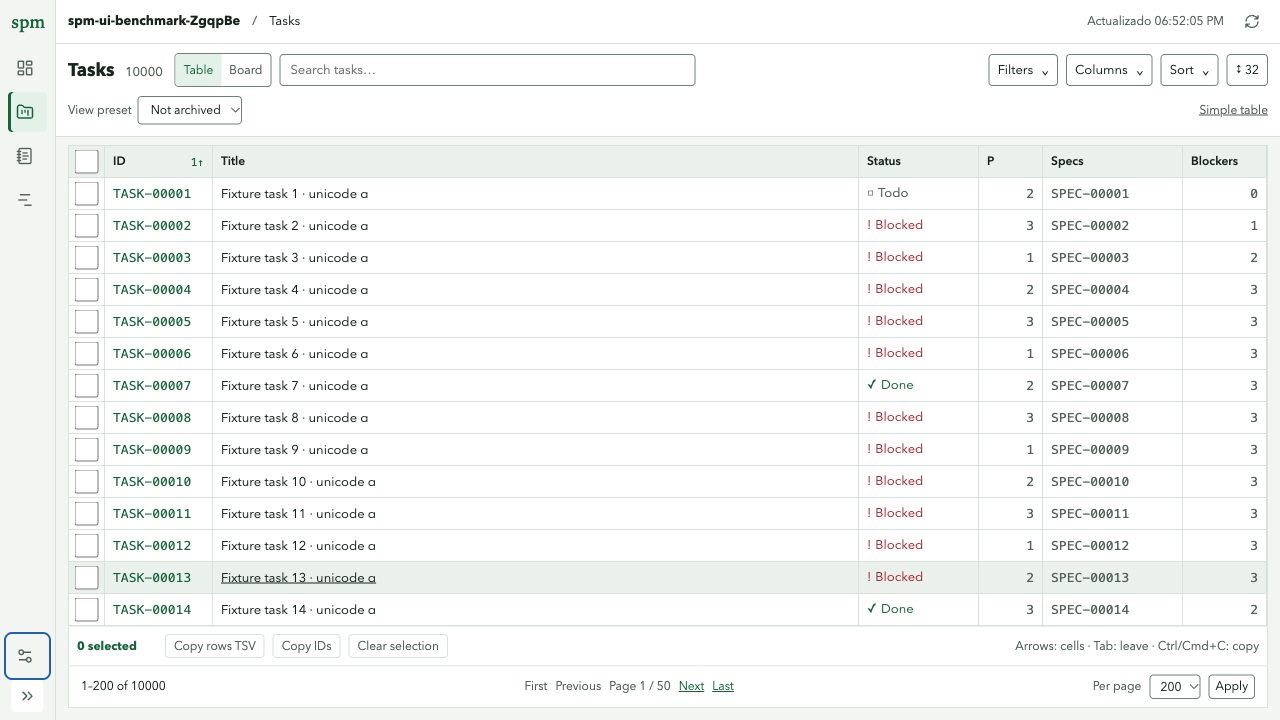 spm
spm-ui-benchmark-ZgqpBe / Tasks
Actualizado 06:52:05 PM
Tasks 10000 Table Board Search tasks… Filters Columns Sort ↕ 32
View preset Not archived Simple table
ID 1↑ Title Status P Specs Blockers
TASK-00001 Fixture task 1 · unicode α ▫ Todo 2 SPEC-00001 0
TASK-00002 Fixture task 2 · unicode α ! Blocked 3 SPEC-00002 1
TASK-00003 Fixture task 3 · unicode α ! Blocked 1 SPEC-00003 2
TASK-00004 Fixture task 4 · unicode α ! Blocked 2 SPEC-00004 3
TASK-00005 Fixture task 5 · unicode α ! Blocked 3 SPEC-00005 3
TASK-00006 Fixture task 6 · unicode α ! Blocked 1 SPEC-00006 3
TASK-00007 Fixture task 7 · unicode α ✓ Done 2 SPEC-00007 3
TASK-00008 Fixture task 8 · unicode α ! Blocked 3 SPEC-00008 3
TASK-00009 Fixture task 9 · unicode α ! Blocked 1 SPEC-00009 3
TASK-00010 Fixture task 10 · unicode α ! Blocked 2 SPEC-00010 3
TASK-00011 Fixture task 11 · unicode α ! Blocked 3 SPEC-00011 3
TASK-00012 Fixture task 12 · unicode α ! Blocked 1 SPEC-00012 3
TASK-00013 Fixture task 13 · unicode α ! Blocked 2 SPEC-00013 3
TASK-00014 Fixture task 14 · unicode α ✓ Done 3 SPEC-00014 2
0 selected Copy rows TSV Copy IDs Clear selection Arrows: cells · Tab: leave · Ctrl/Cmd+C: copy
1–200 of 10000 First Previous Page 1 / 50 Next Last Per page 200 Apply